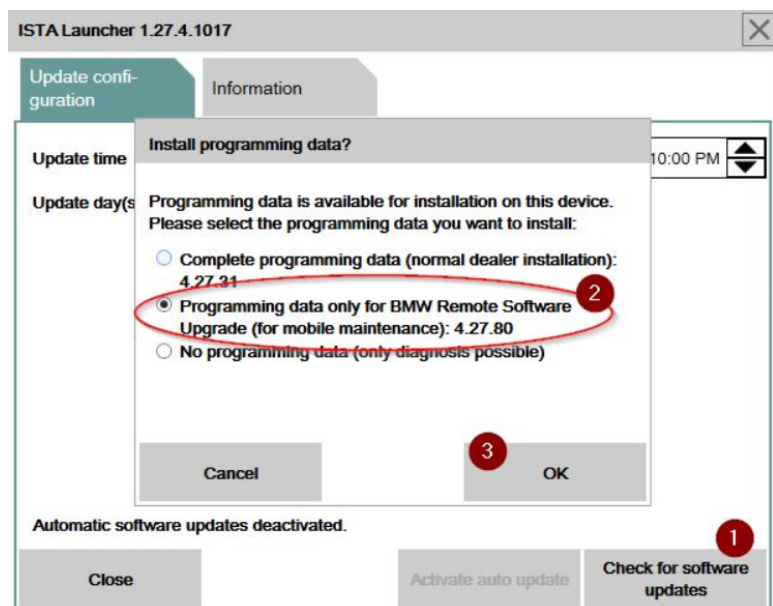 ISTA Launcher 1.27.4.1017
Update confi-
guration
Information
Install programming data?
Update time
10:00 PM
Update day(s
Programming data is available for installation on this device.
Please select the programming data you want to install:
Complete programming data (normal dealer installation):
4.27.31
2
Programming data only for BMW Remote Software
Upgrade (for mobile maintenance): 4.27.80
No programming data (only diagnosis possible)
3
Cancel
OK
Automatic software updates deactivated.
1
Close
Activate auto update
Check for software
updates